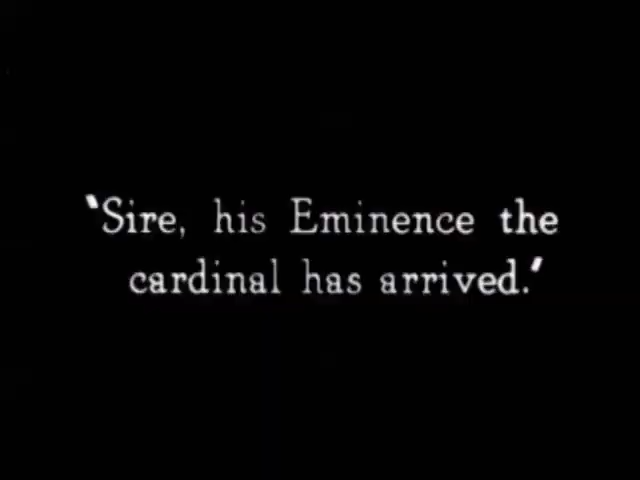 ‘Sire, his Eminence the
cardinal has arrived.’